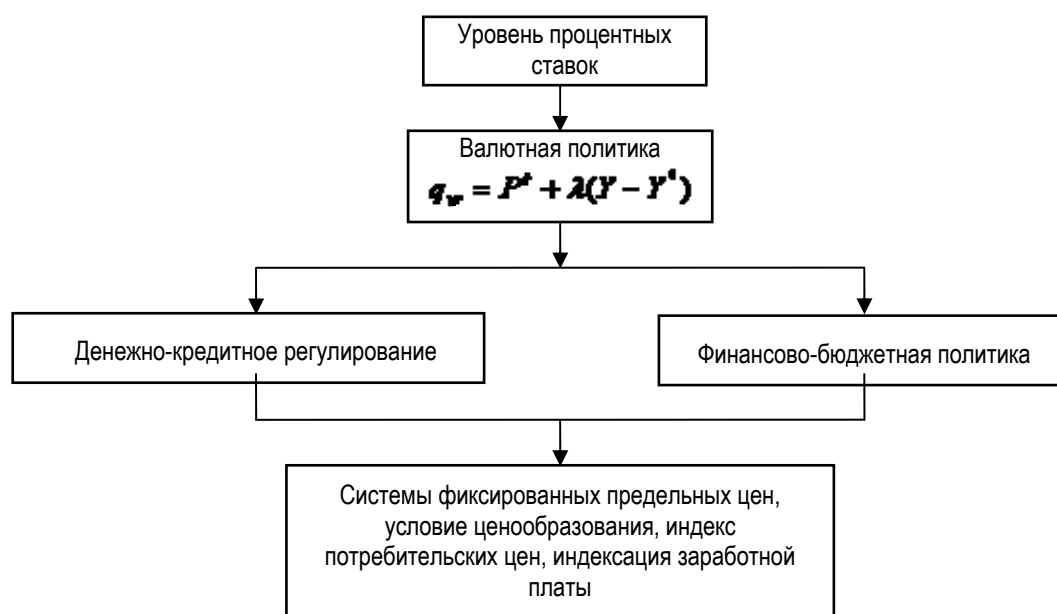 Уровень процентных
ставок
Валютная политика
q_w = P^e + λ(Y − Y^t)
Денежно-кредитное регулирование
Финансово-бюджетная политика
Системы фиксированных предельных цен,
условие ценообразования, индекс
потребительских цен, индексация заработной
платы